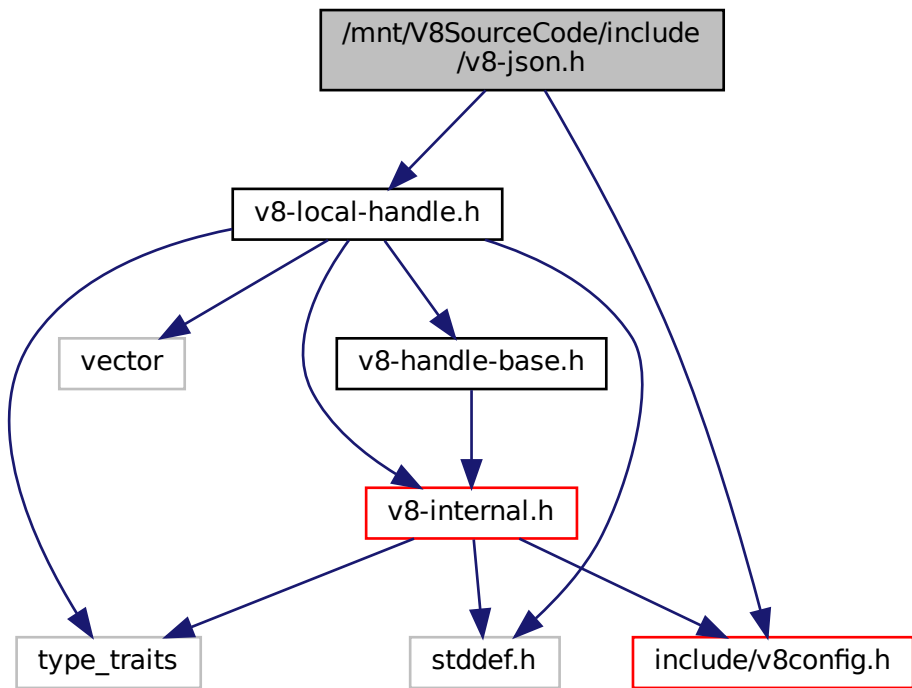 /mnt/V8SourceCode/include
/v8-json.h
v8-local-handle.h
vector
v8-handle-base.h
v8-internal.h
type_traits
stddef.h
include/v8config.h